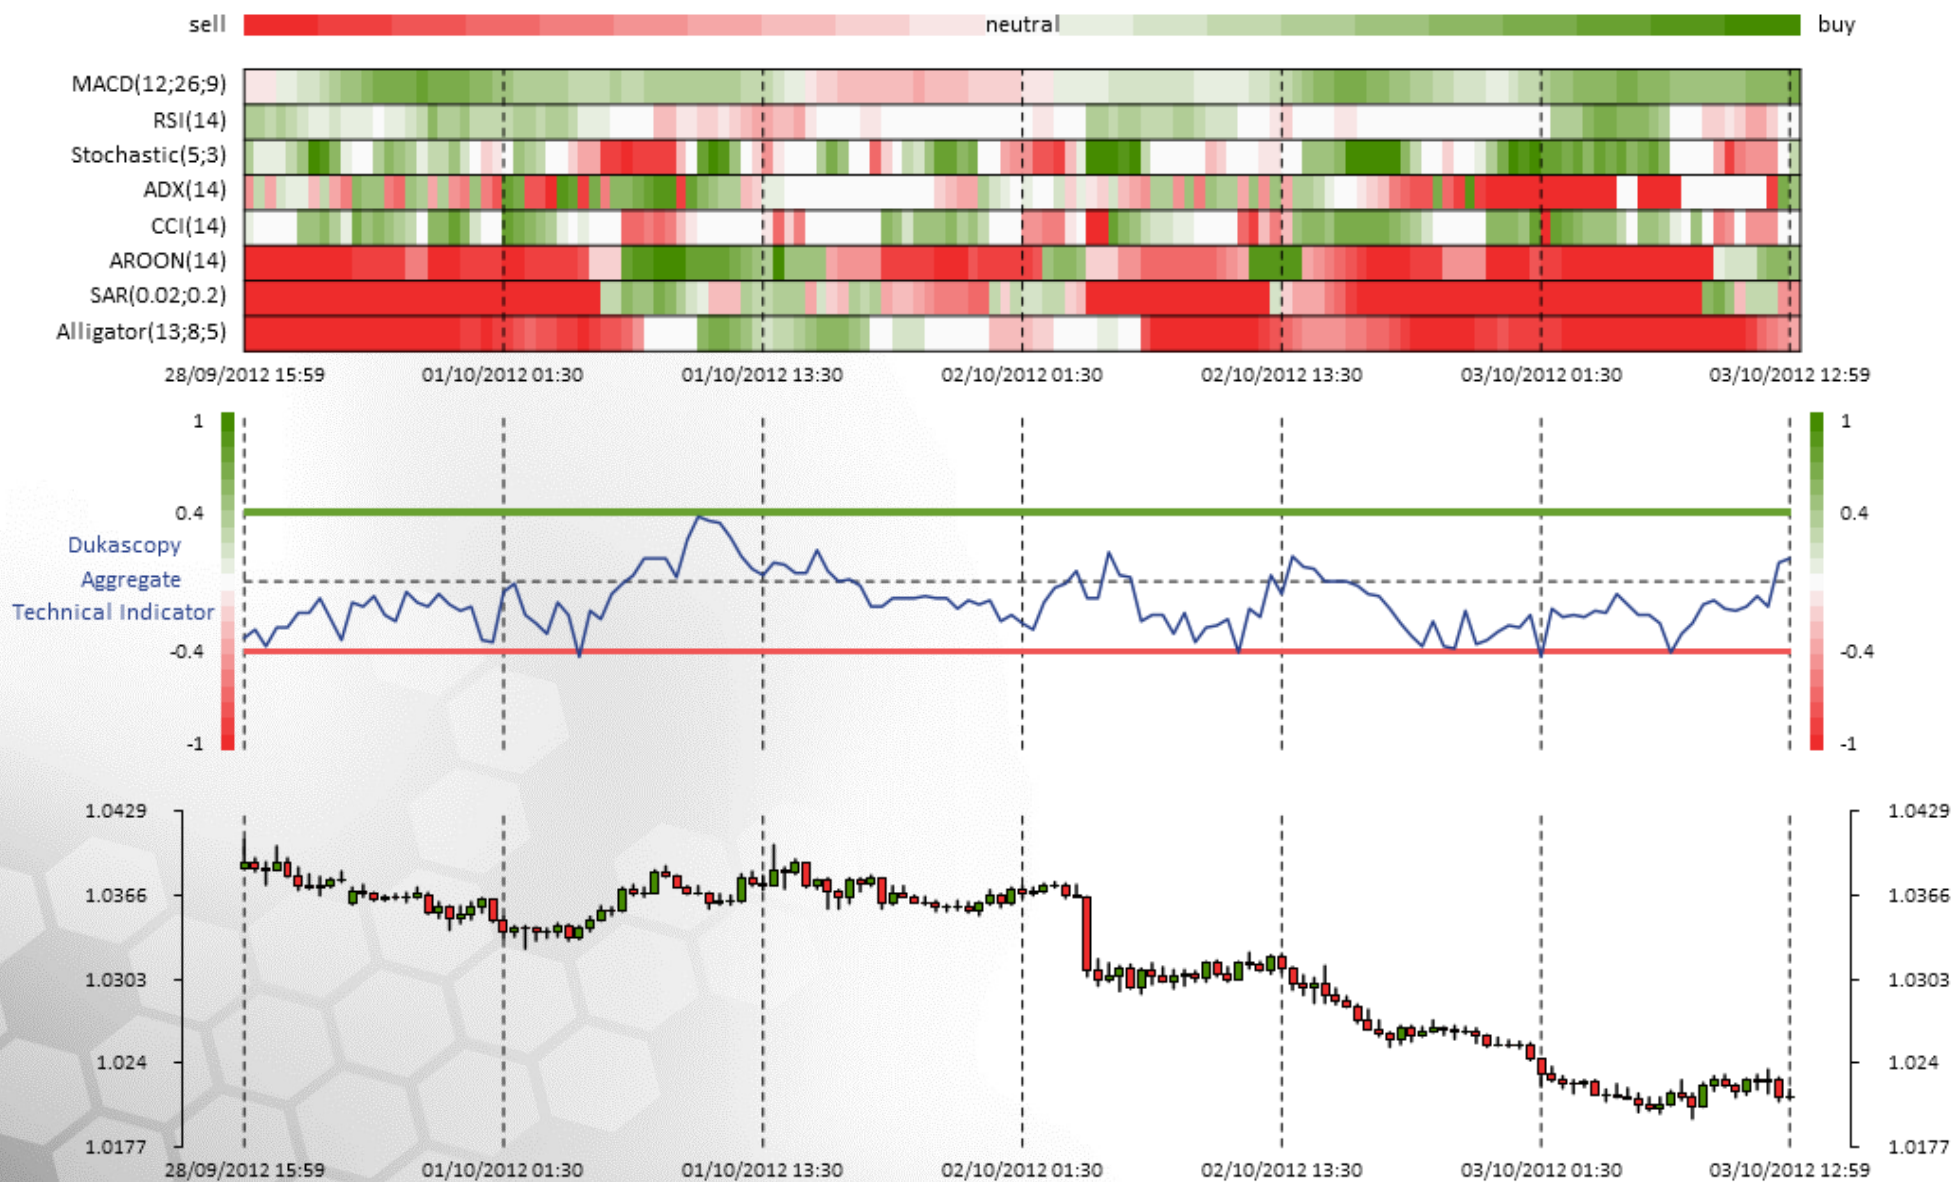 sell neutral buy
MACD(12;26;9)
RSI(14)
Stochastic(5;3)
ADX(14)
CCI(14)
AROON(14)
SAR(0.02;0.2)
Alligator(13;8;5)
28/09/2012 15:59 01/10/2012 01:30 01/10/2012 13:30 02/10/2012 01:30 02/10/2012 13:30 03/10/2012 01:30 03/10/2012 12:59
1 1
0.4 0.4
Dukascopy
Aggregate
Technical Indicator
-0.4 -0.4
-1 -1
1.0429 1.0429
1.0366 1.0366
1.0303 1.0303
1.024 1.024
1.0177 1.0177
28/09/2012 15:59 01/10/2012 01:30 01/10/2012 13:30 02/10/2012 01:30 02/10/2012 13:30 03/10/2012 01:30 03/10/2012 12:59